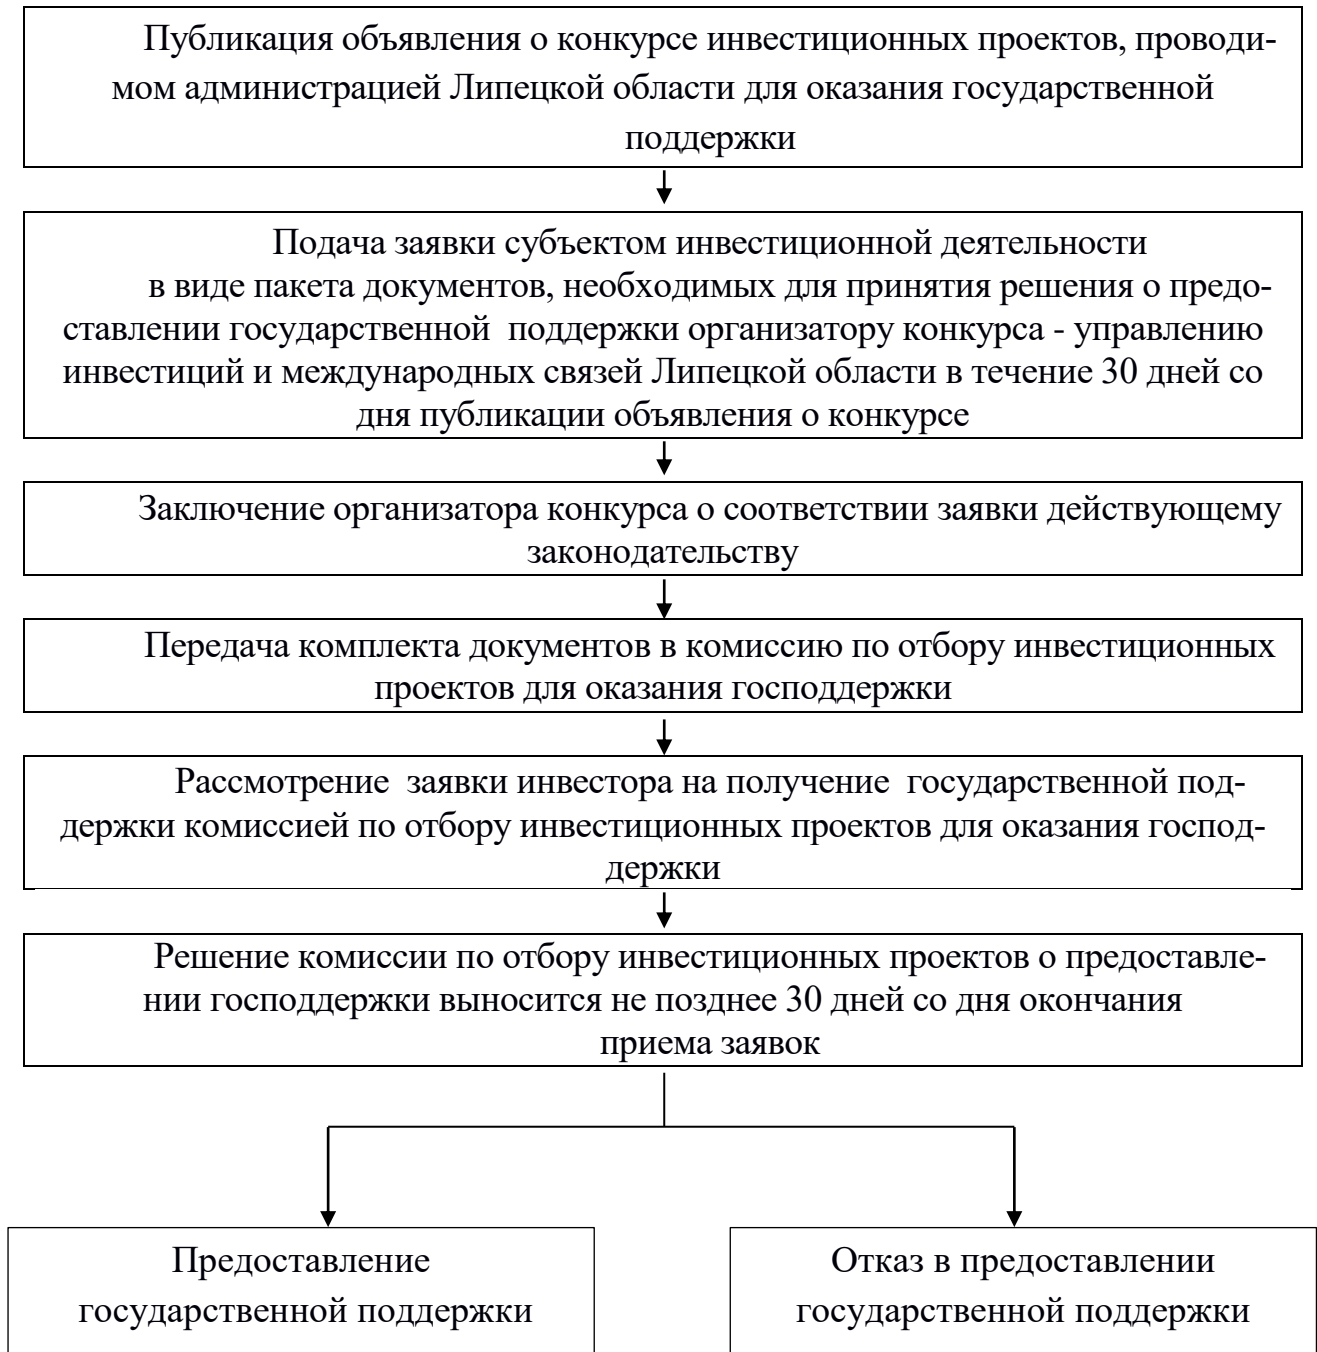 Публикация объявления о конкурсе инвестиционных проектов, проводи-
мом администрацией Липецкой области для оказания государственной
поддержки
Подача заявки субъектом инвестиционной деятельности
в виде пакета документов, необходимых для принятия решения о предо-
ставлении государственной поддержки организатору конкурса - управлению
инвестиций и международных связей Липецкой области в течение 30 дней со
дня публикации объявления о конкурсе
Заключение организатора конкурса о соответствии заявки действующему
законодательству
Передача комплекта документов в комиссию по отбору инвестиционных
проектов для оказания господдержки
Рассмотрение заявки инвестора на получение государственной под-
держки комиссией по отбору инвестиционных проектов для оказания господ-
держки
Решение комиссии по отбору инвестиционных проектов о предоставле-
нии господдержки выносится не позднее 30 дней со дня окончания
приема заявок
Предоставление
государственной поддержки
Отказ в предоставлении
государственной поддержки